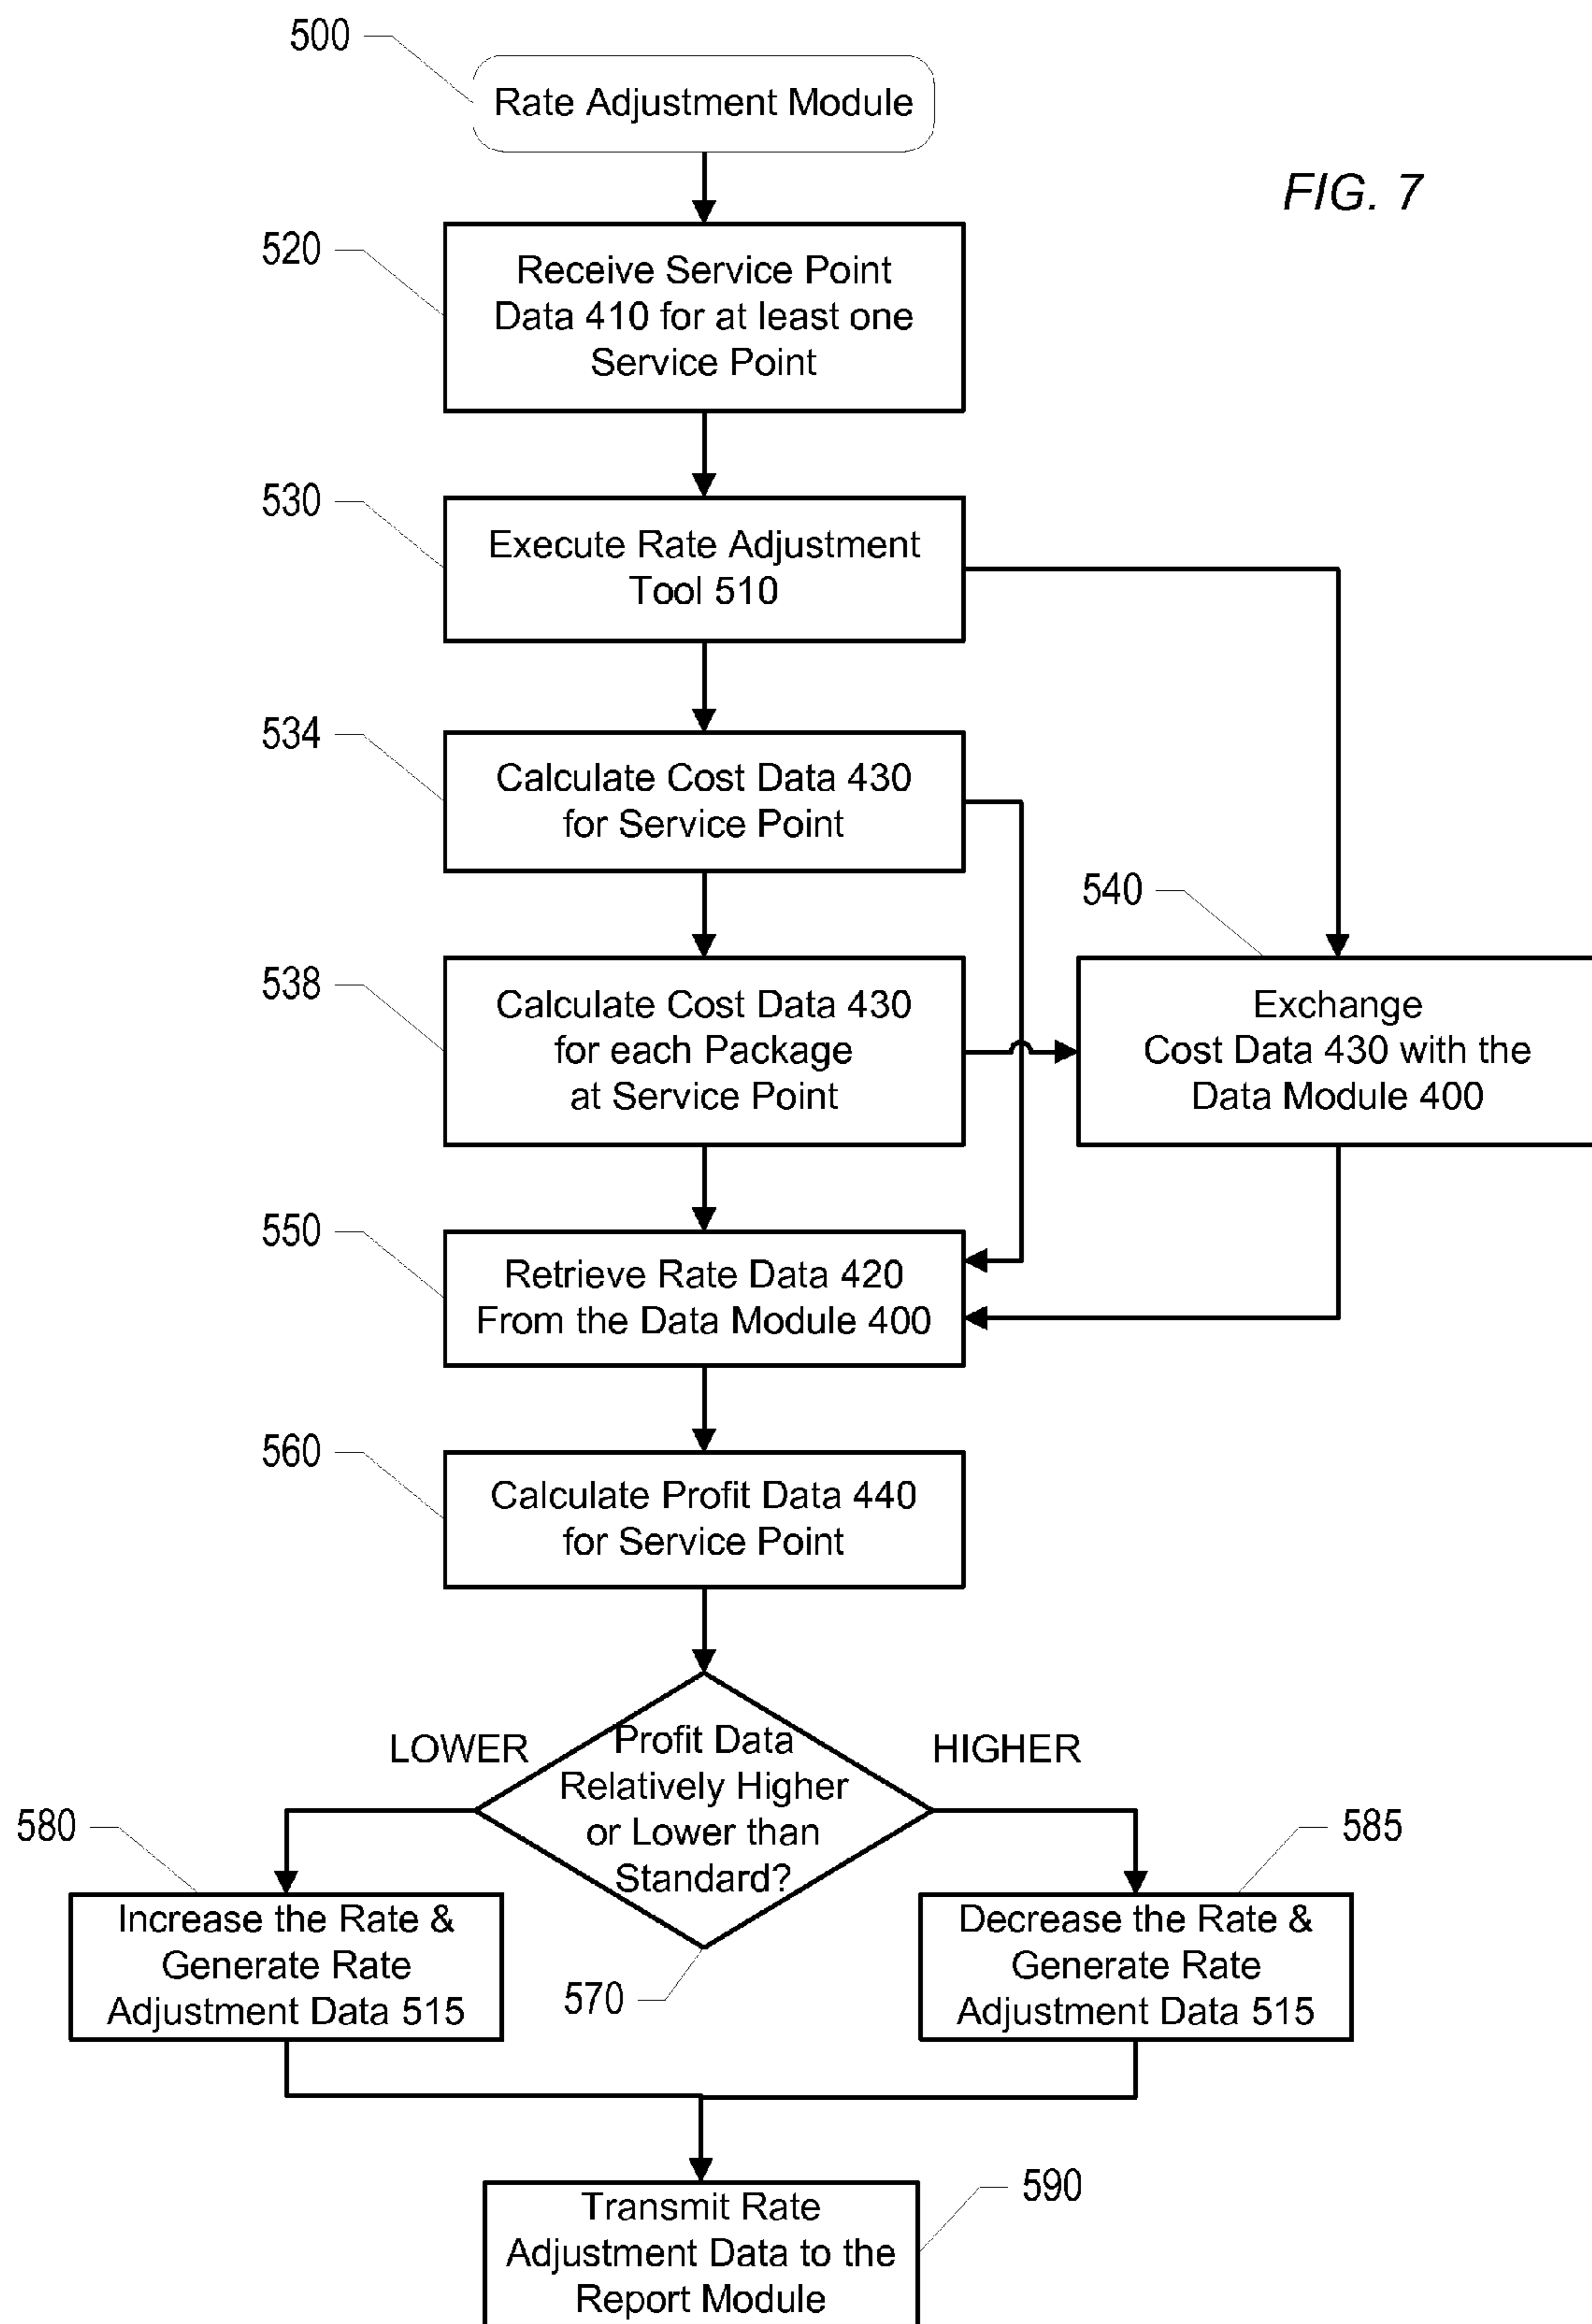 500
Rate Adjustment Module
FIG. 7
520
Receive Service Point
Data 410 for at least one
Service Point
530
Execute Rate Adjustment
Tool 510
534
Calculate Cost Data 430
for Service Point
540
538
Calculate Cost Data 430
for each Package
at Service Point
Exchange
Cost Data 430 with the
Data Module 400
550
Retrieve Rate Data 420
From the Data Module 400
560
Calculate Profit Data 440
for Service Point
LOWER
Profit Data
Relatively Higher
or Lower than
Standard?
HIGHER
580
585
Increase the Rate &
Generate Rate
Adjustment Data 515
570
Decrease the Rate &
Generate Rate
Adjustment Data 515
590
Transmit Rate
Adjustment Data to the
Report Module